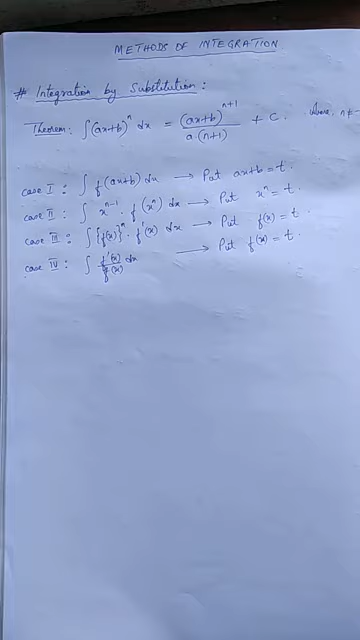 METHODS OF INTEGRATION
# Integration by Substitution :
Theorem: ∫(ax+b)^n dx = (ax+b)^(n+1) / a(n+1) + C. where, n≠-
case I : ∫ f(ax+b) dx → Put ax+b = t.
case II : ∫ x^(n-1) . f(x^n) dx → Put x^n = t.
case III : ∫ {f(x)}^n . f'(x) dx → Put f(x) = t.
case IV : ∫ f'(x)/f(x) dx → Put f(x) = t.